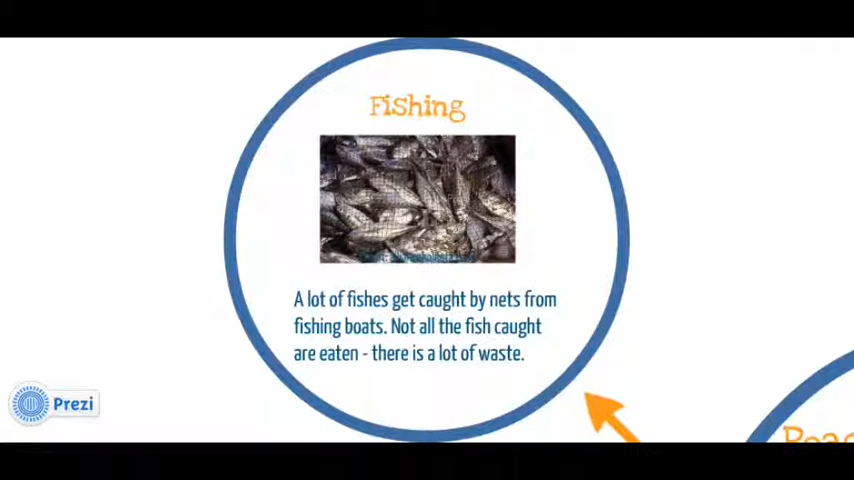 Fishing
A lot of fishes get caught by nets from
fishing boats. Not all the fish caught
are eaten - there is a lot of waste.
Prezi